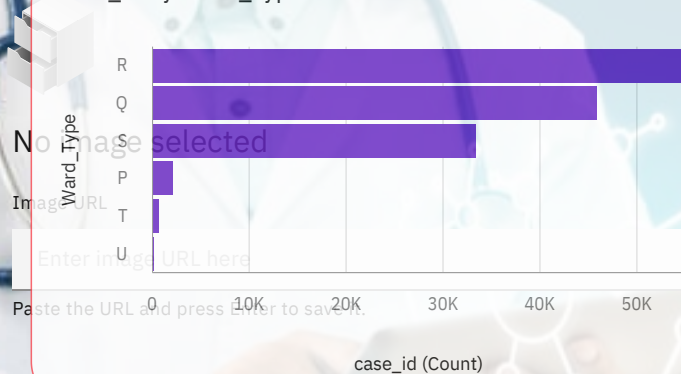 R
Q
No image selected
S
Ward_Type
P
Image URL
T
Enter image URL here
U
Paste the URL and press Enter to save it.
0 10K 20K 30K 40K 50K
case_id (Count)